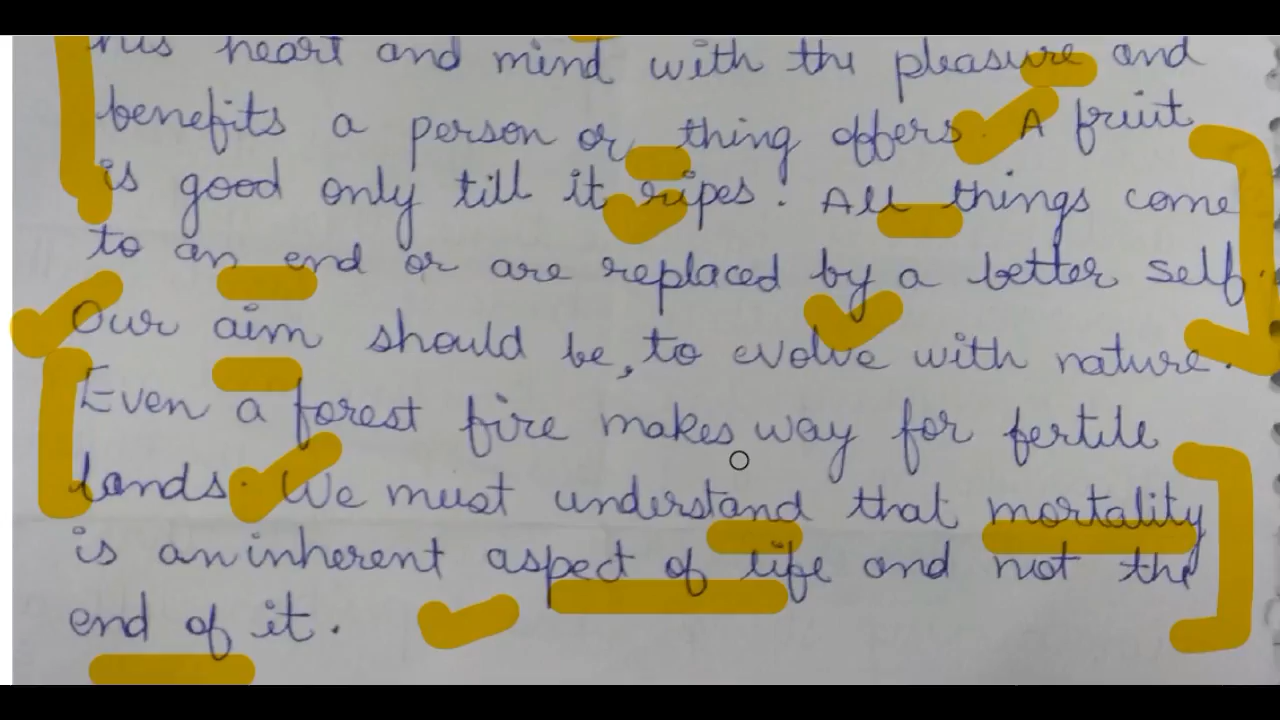 his heart and mind with the pleasure and
benefits a person or thing offers. A fruit
is good only till it ripes. All things come
to an end or are replaced by a better self.
Our aim should be, to evolve with nature.
Even a forest fire makes way for fertile
lands. We must understand that mortality
is an inherent aspect of life and not the
end of it.